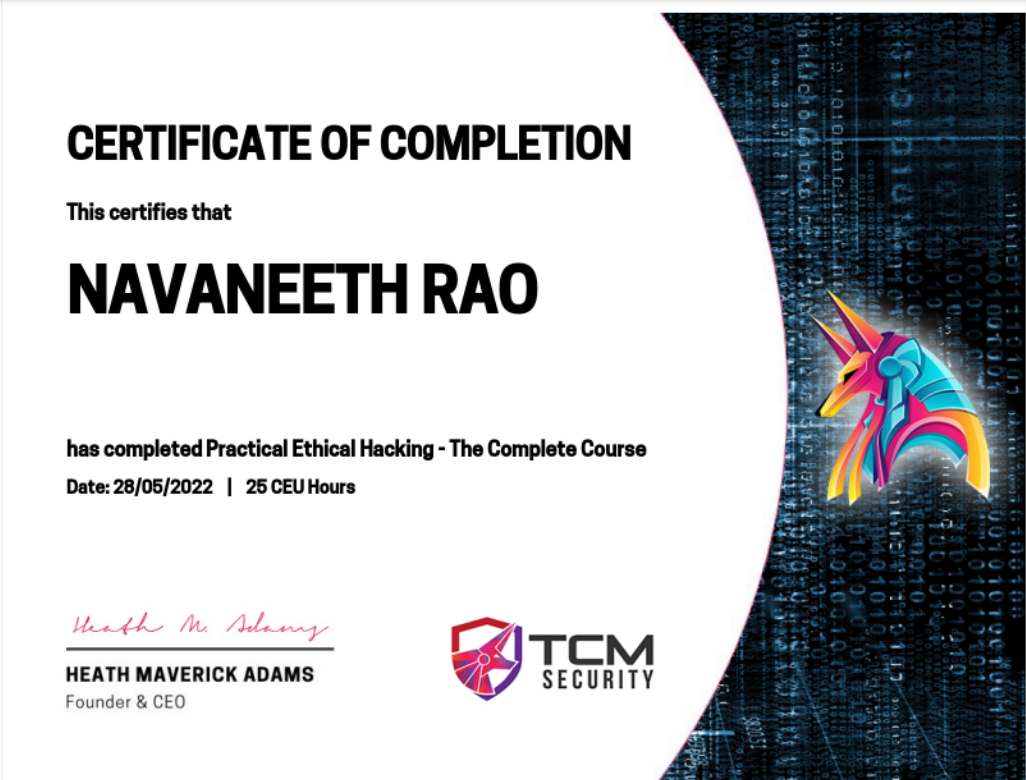 CERTIFICATE OF COMPLETION
This certifies that
NAVANEETH RAO
has completed Practical Ethical Hacking - The Complete Course
Date: 28/05/2022 | 25 CEU Hours
Heath M. Adams
HEATH MAVERICK ADAMS
Founder & CEO
TCM
SECURITY